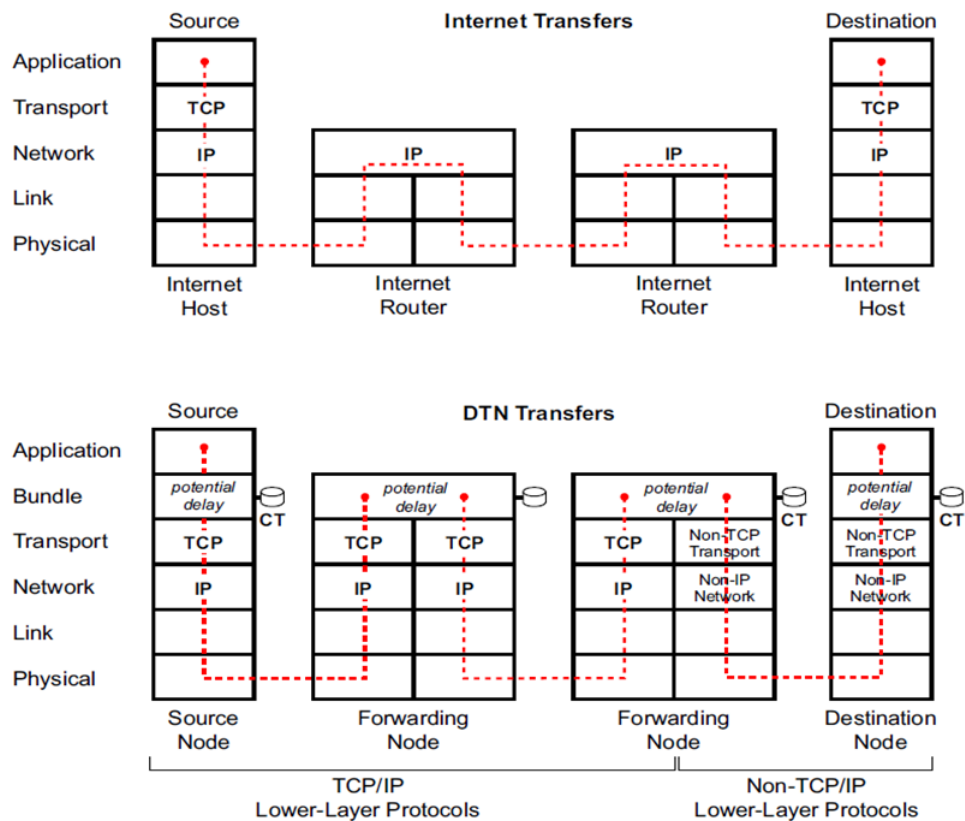 Source
Internet Transfers
Destination
Application
Transport
TCP
TCP
Network
IP
IP
IP
IP
Link
Physical
Internet
Host
Internet
Router
Internet
Router
Internet
Host
Source
DTN Transfers
Destination
Application
Bundle
potential
delay
CT
potential
delay
potential
delay
CT
potential
delay
CT
Transport
TCP
TCP
TCP
TCP
Non-TCP
Transport
Non-TCP
Transport
Network
IP
IP
IP
IP
Non-IP
Network
Non-IP
Network
Link
Physical
Source
Node
Forwarding
Node
Forwarding
Node
Destination
Node
TCP/IP
Lower-Layer Protocols
Non-TCP/IP
Lower-Layer Protocols